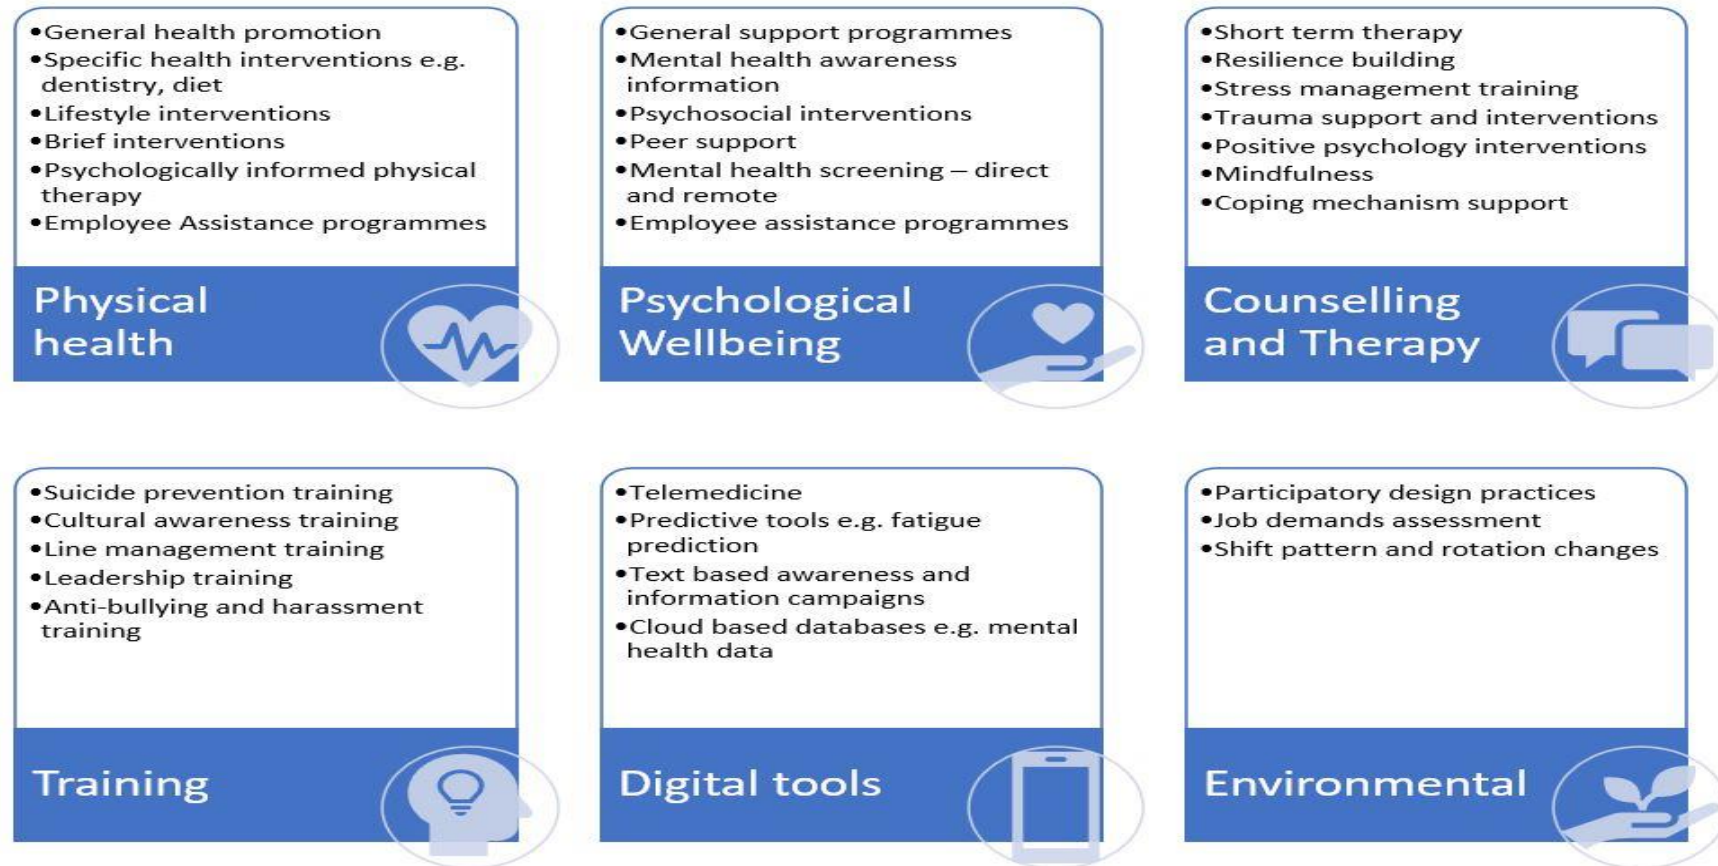 •General health promotion
•Specific health interventions e.g.
dentistry, diet
•Lifestyle interventions
•Brief interventions
•Psychologically informed physical
therapy
•Employee Assistance programmes
Physical
health
•General support programmes
•Mental health awareness
information
•Psychosocial interventions
•Peer support
•Mental health screening – direct
and remote
•Employee assistance programmes
Psychological
Wellbeing
•Short term therapy
•Resilience building
•Stress management training
•Trauma support and interventions
•Positive psychology interventions
•Mindfulness
•Coping mechanism support
Counselling
and Therapy
•Suicide prevention training
•Cultural awareness training
•Line management training
•Leadership training
•Anti-bullying and harassment
training
Training
•Telemedicine
•Predictive tools e.g. fatigue
prediction
•Text based awareness and
information campaigns
•Cloud based databases e.g. mental
health data
Digital tools
•Participatory design practices
•Job demands assessment
•Shift pattern and rotation changes
Environmental